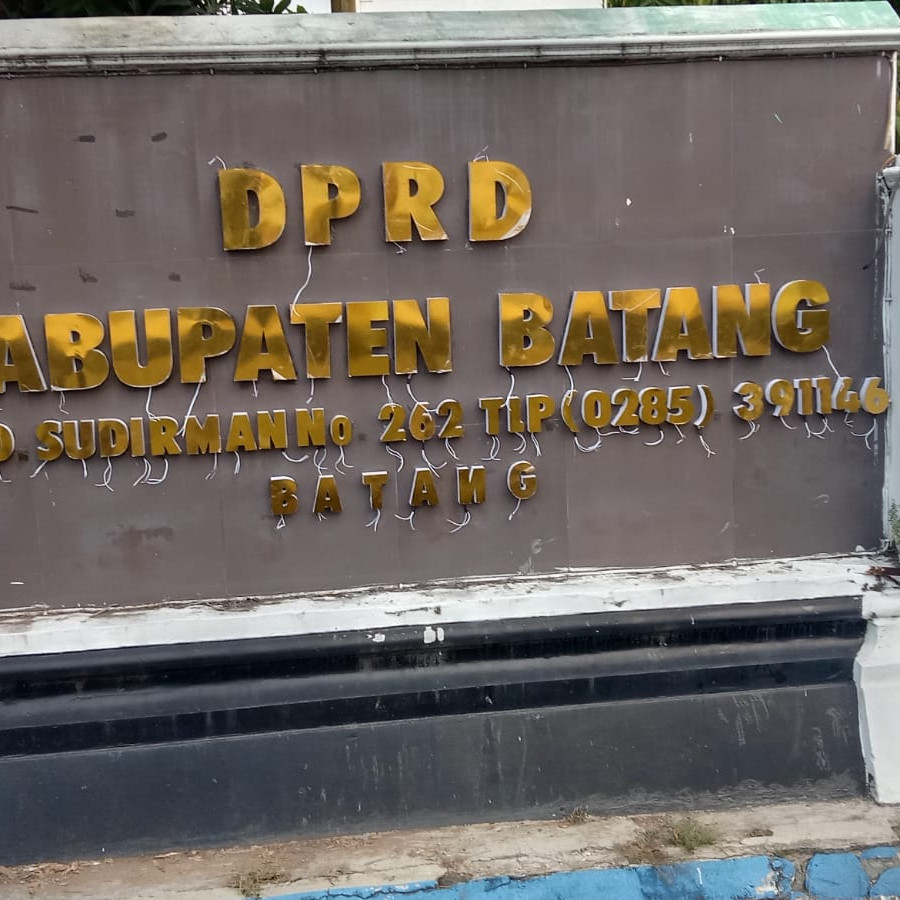 DPRD
ABUPATEN BATANG
D SUDIRMAN No 262 TLP (0285) 391146
BATANG